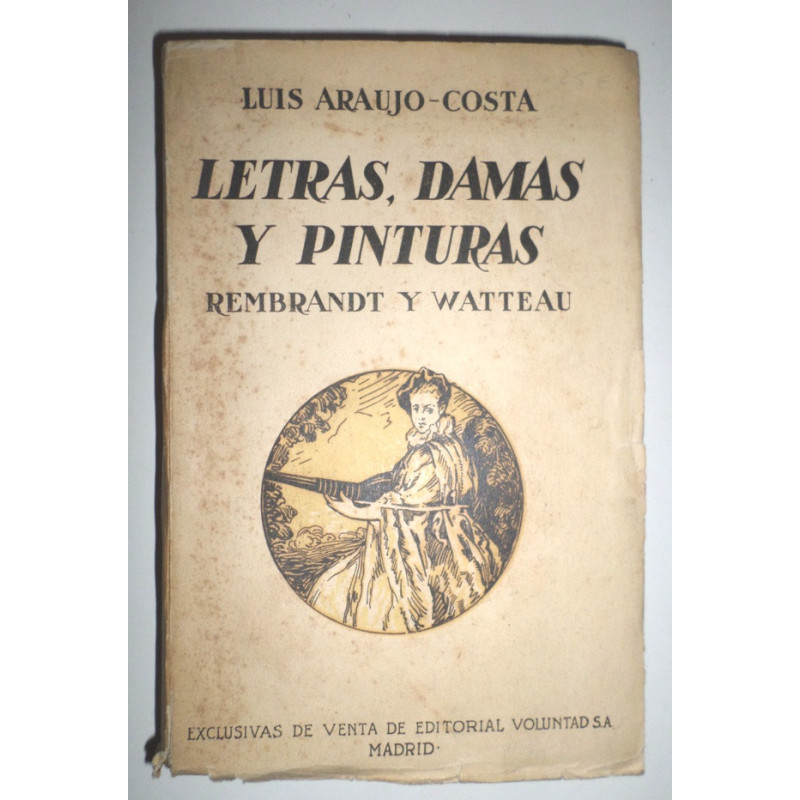 LUIS ARAUJO-COSTA
LETRAS, DAMAS
Y PINTURAS
REMBRANDT Y WATTEAU
EXCLUSIVAS DE VENTA DE EDITORIAL VOLUNTAD S.A.
MADRID.